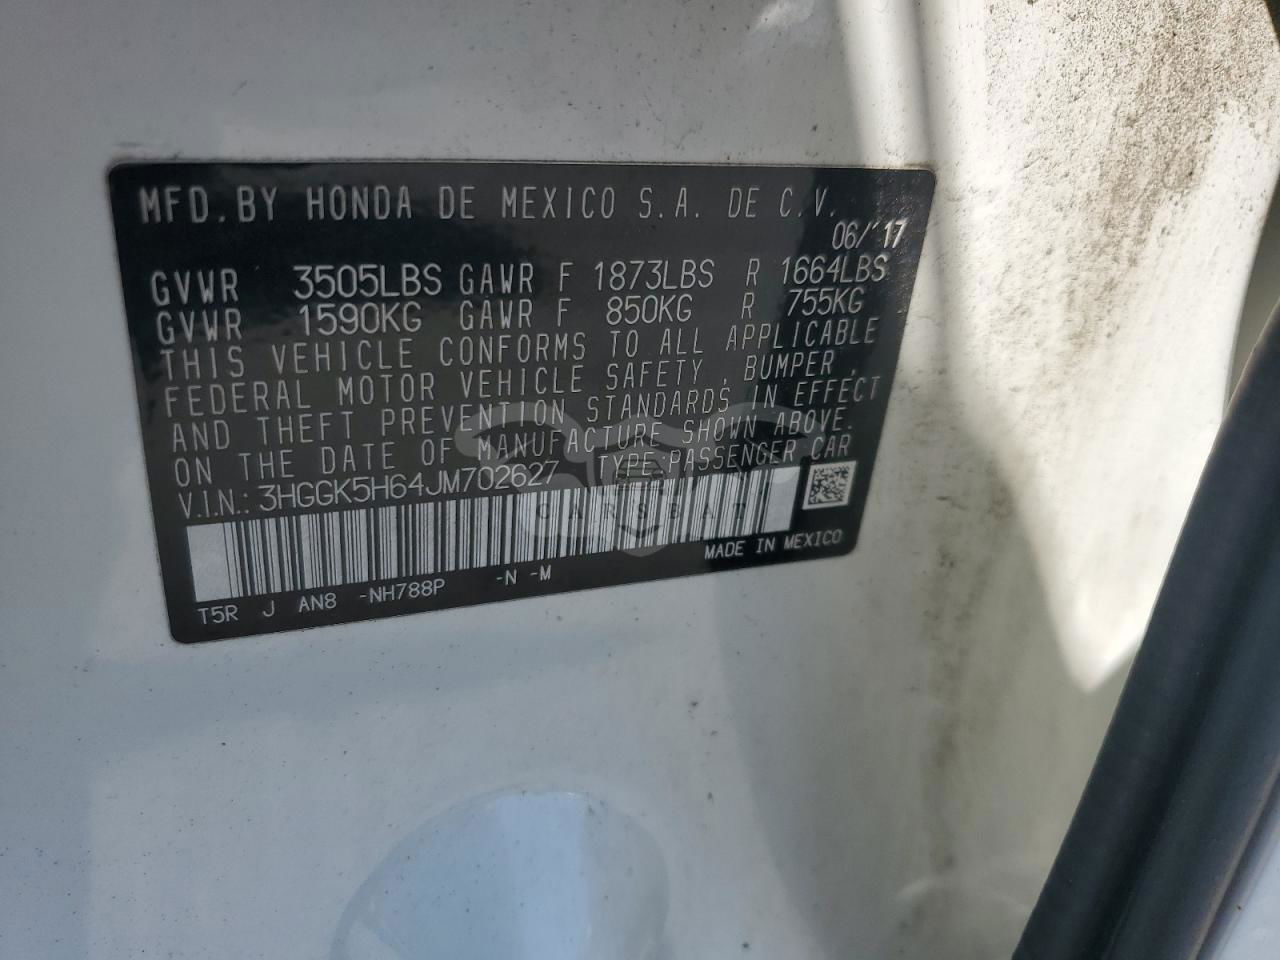 MFD.BY HONDA DE MEXICO S.A. DE C.V.
06/17
GVWR 3505LBS GAWR F 1873LBS R 1664LBS
GVWR 1590KG GAWR F 850KG R 755KG
THIS VEHICLE CONFORMS TO ALL APPLICABLE
FEDERAL MOTOR VEHICLE SAFETY, BUMPER,
AND THEFT PREVENTION STANDARDS IN EFFECT
ON THE DATE OF MANUFACTURE SHOWN ABOVE.
V.I.N.: 3HGGK5H64JM702627 TYPE:PASSENGER CAR
CARSBAT
MADE IN MEXICO
T5R J AN8 -NH788P -N -M